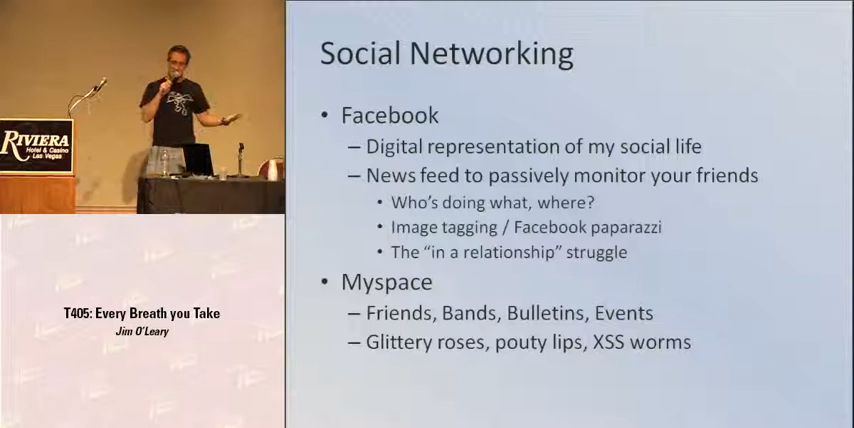 RIVIERA
Hotel & Casino
Las Vegas
T405: Every Breath you Take
Jim O'Leary
Social Networking
• Facebook
– Digital representation of my social life
– News feed to passively monitor your friends
• Who's doing what, where?
• Image tagging / Facebook paparazzi
• The “in a relationship” struggle
• Myspace
– Friends, Bands, Bulletins, Events
– Glittery roses, pouty lips, XSS worms